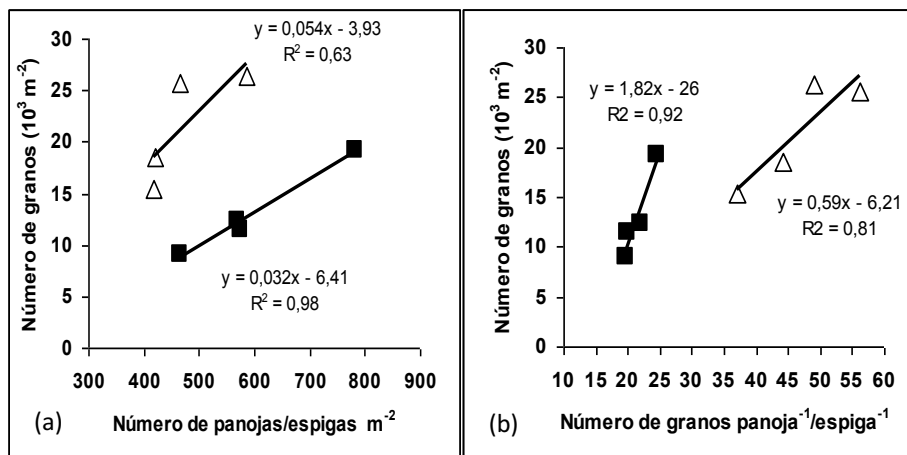 y = 0,054x - 3,93
R² = 0,63
Número de granos (10³ m⁻²)
30
25
20
15
10
5
0
y = 0,032x - 6,41
R² = 0,98
300 400 500 600 700 800 900
(a) Número de panojas/espigas m⁻²
y = 1,82x - 26
R2 = 0,92
Número de granos (10³ m⁻²)
30
25
20
15
10
5
0
y = 0,59x - 6,21
R2 = 0,81
10 15 20 25 30 35 40 45 50 55 60
(b) Número de granos panoja⁻¹/espiga⁻¹